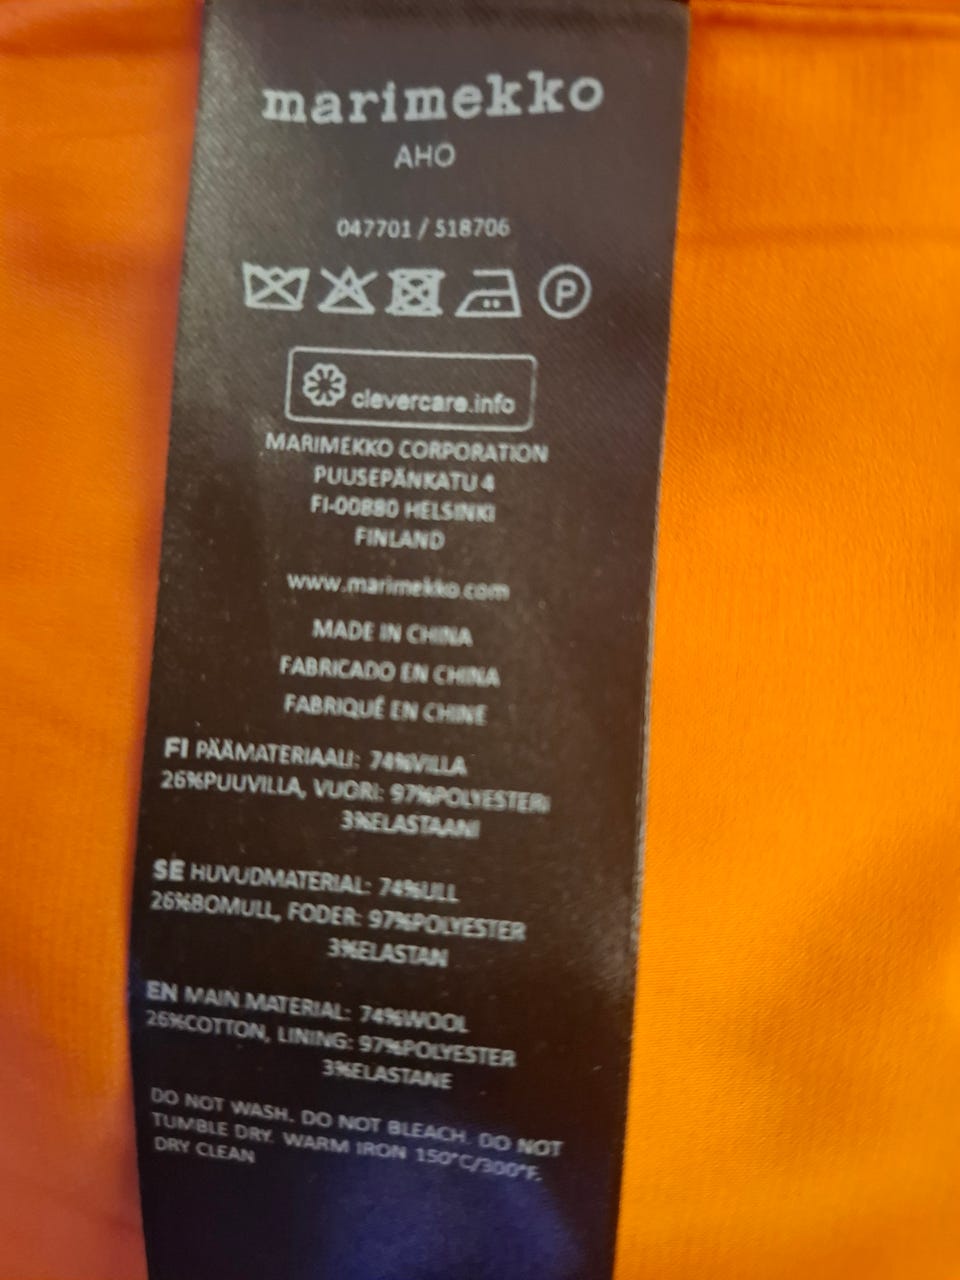 marimekko
AHO
047701 / 518706
P
clevercare.info
MARIMEKKO CORPORATION
PUUSEPÄNKATU 4
FI-00880 HELSINKI
FINLAND
www.marimekko.com
MADE IN CHINA
FABRICADO EN CHINA
FABRIQUÉ EN CHINE
FI PÄÄMATERIAALI: 74%VILLA
26%PUUVILLA, VUORI: 97%POLYESTERI
3%ELASTAANI
SE HUVUDMATERIAL: 74%ULL
26%BOMULL, FODER: 97%POLYESTER
3%ELASTAN
EN MAIN MATERIAL: 74%WOOL
26%COTTON, LINING: 97%POLYESTER
3%ELASTANE
DO NOT WASH. DO NOT BLEACH. DO NOT
TUMBLE DRY. WARM IRON 150°C/300°F.
DRY CLEAN